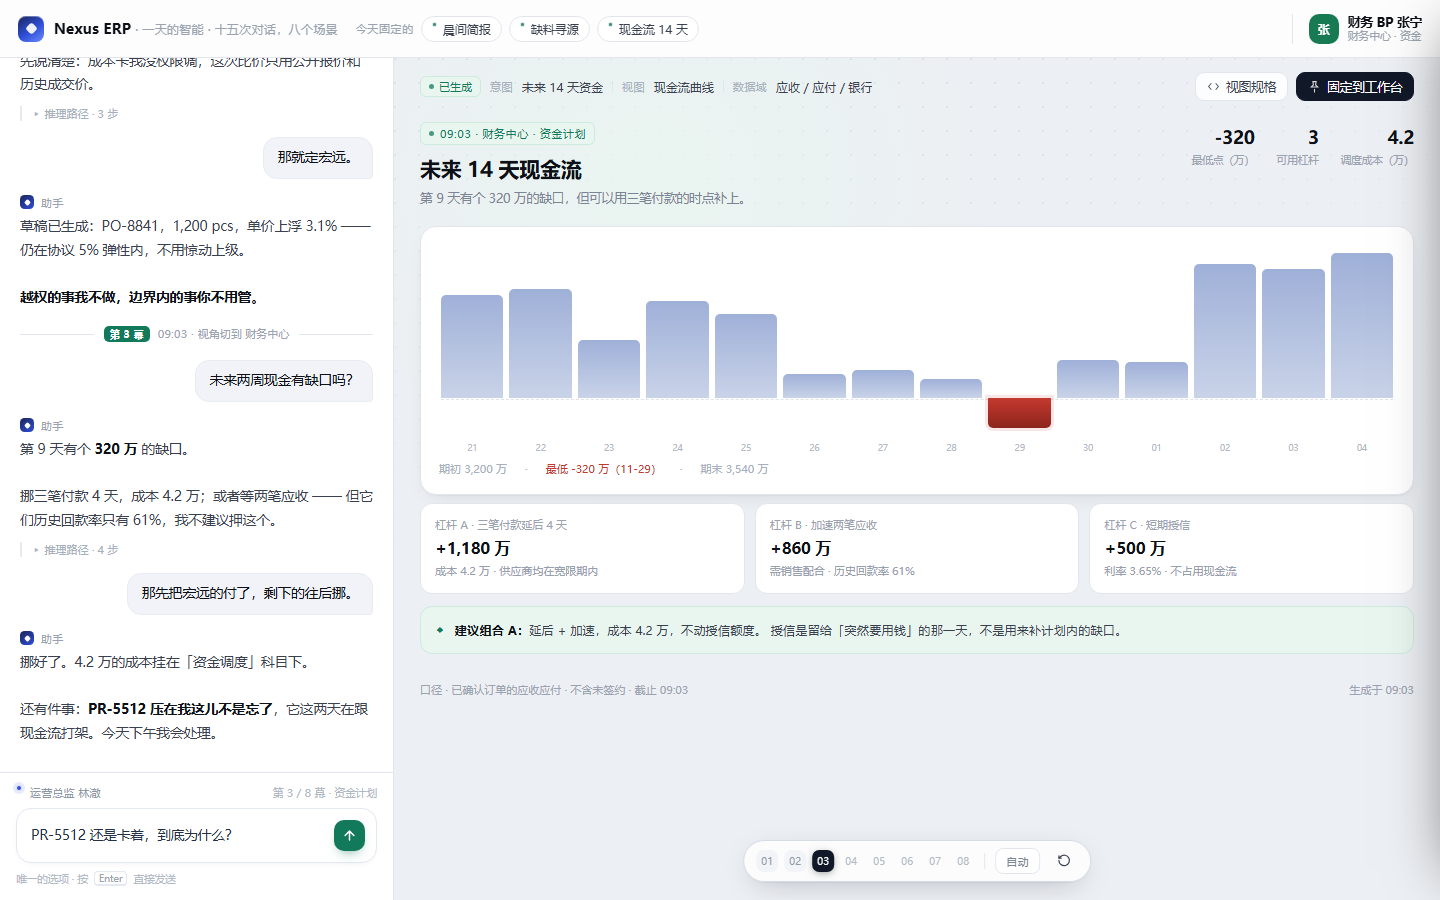 Nexus ERP · 一天的智能 · 十五次对话，八个场景
今天固定的 晨间简报 缺料寻源 现金流 14 天
张 财务 BP 张宁
财务中心 · 资金
先说清楚：成本卡我没权限调，这次比价只用公开报价和
历史成交价。
推理路径 · 3 步
那就定宏远。
助手
草稿已生成：PO-8841，1,200 pcs，单价上浮 3.1% ——
仍在协议 5% 弹性内，不用惊动上级。
越权的事我不做，边界内的事你不用管。
第 3 幕 09:03 · 视角切到 财务中心
未来两周现金有缺口吗？
助手
第 9 天有个 320 万 的缺口。
挪三笔付款 4 天，成本 4.2 万；或者等两笔应收 —— 但它
们历史回款率只有 61%，我不建议押这个。
推理路径 · 4 步
那先把宏远的付了，剩下的往后挪。
助手
挪好了。4.2 万的成本挂在「资金调度」科目下。
还有件事：PR-5512 压在我这儿不是忘了，它这两天在跟
现金流打架。今天下午我会处理。
运营总监 林澈 第 3 / 8 幕 · 资金计划
PR-5512 还是卡着，到底为什么？
唯一的选项 · 按 Enter 直接发送
已生成 意图 未来 14 天资金 视图 现金流曲线 数据域 应收 / 应付 / 银行
视图规格 固定到工作台
09:03 · 财务中心 · 资金计划
未来 14 天现金流
第 9 天有个 320 万的缺口，但可以用三笔付款的时点补上。
-320 3 4.2
最低点（万） 可用杠杆 调度成本（万）
21 22 23 24 25 26 27 28 29 30 01 02 03 04
期初 3,200 万 · 最低 -320 万（11-29） · 期末 3,540 万
杠杆 A · 三笔付款延后 4 天
+1,180 万
成本 4.2 万 · 供应商均在宽限期内
杠杆 B · 加速两笔应收
+860 万
需销售配合 · 历史回款率 61%
杠杆 C · 短期授信
+500 万
利率 3.65% · 不占用现金流
建议组合 A：延后 + 加速，成本 4.2 万，不动授信额度。 授信是留给「突然要用钱」的那一天，不是用来补计划内的缺口。
口径 · 已确认订单的应收应付 · 不含未签约 · 截止 09:03 生成于 09:03
01 02 03 04 05 06 07 08 自动